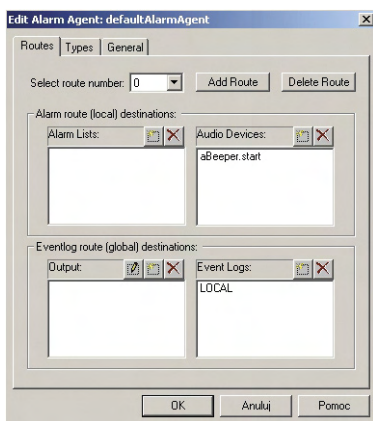 Edit Alarm Agent: defaultAlarmAgent
Routes Types General
Select route number: 0 Add Route Delete Route
Alarm route (local) destinations:
Alarm Lists: Audio Devices:
aBeeper.start
Eventlog route (global) destinations:
Output: Event Logs:
LOCAL
OK Anuluj Pomoc